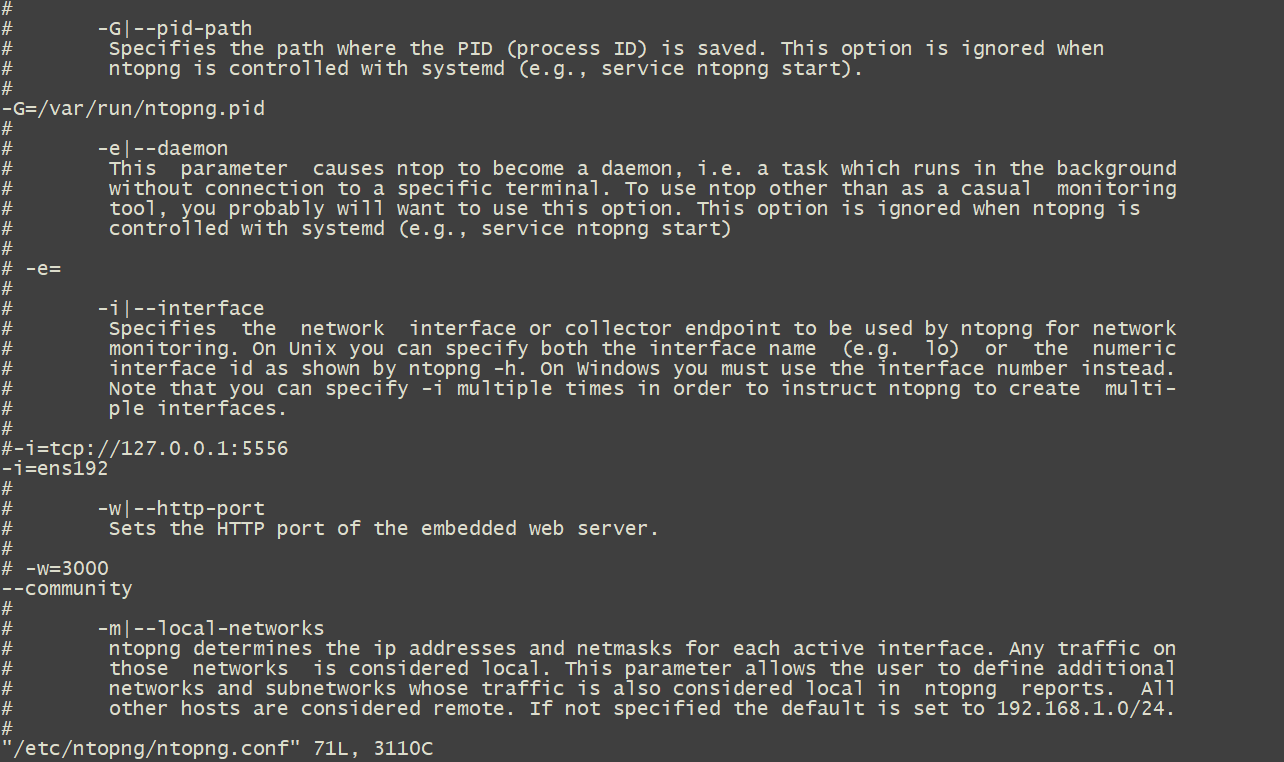 #
#       -G|--pid-path
#        Specifies the path where the PID (process ID) is saved. This option is ignored when
#        ntopng is controlled with systemd (e.g., service ntopng start).
#
-G=/var/run/ntopng.pid
#
#       -e|--daemon
#        This  parameter  causes ntop to become a daemon, i.e. a task which runs in the background
#        without connection to a specific terminal. To use ntop other than as a casual  monitoring
#        tool, you probably will want to use this option. This option is ignored when ntopng is
#        controlled with systemd (e.g., service ntopng start)
#
# -e=
#
#       -i|--interface
#        Specifies  the  network  interface or collector endpoint to be used by ntopng for network
#        monitoring. On Unix you can specify both the interface name  (e.g.  lo)  or  the  numeric
#        interface id as shown by ntopng -h. On Windows you must use the interface number instead.
#        Note that you can specify -i multiple times in order to instruct ntopng to create  multi-
#        ple interfaces.
#
#-i=tcp://127.0.0.1:5556
-i=ens192
#
#       -w|--http-port
#        Sets the HTTP port of the embedded web server.
#
# -w=3000
--community
#
#       -m|--local-networks
#        ntopng determines the ip addresses and netmasks for each active interface. Any traffic on
#        those  networks  is considered local. This parameter allows the user to define additional
#        networks and subnetworks whose traffic is also considered local in  ntopng  reports.  All
#        other hosts are considered remote. If not specified the default is set to 192.168.1.0/24.
#
"/etc/ntopng/ntopng.conf" 71L, 3110C